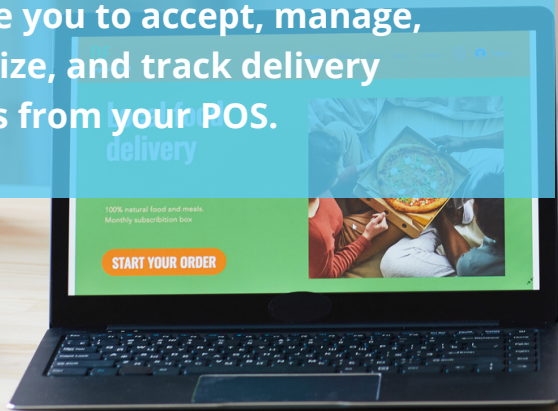 e you to accept, manage,
ize, and track delivery
s from your POS.
delivery
100% natural food and meals.
Monthly subscribition box
START YOUR ORDER